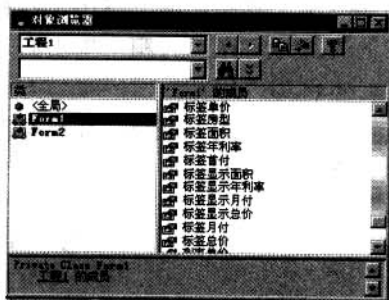 对象浏览器
工程1
类
"Form1" 的成员
<全局>
Form1
Form2
标签单价
标签房型
标签面积
标签年利率
标签首付
标签显示面积
标签显示年利率
标签显示月付
标签显示总价
标签月付
标签总价
Private Class Form1
工程1 的成员